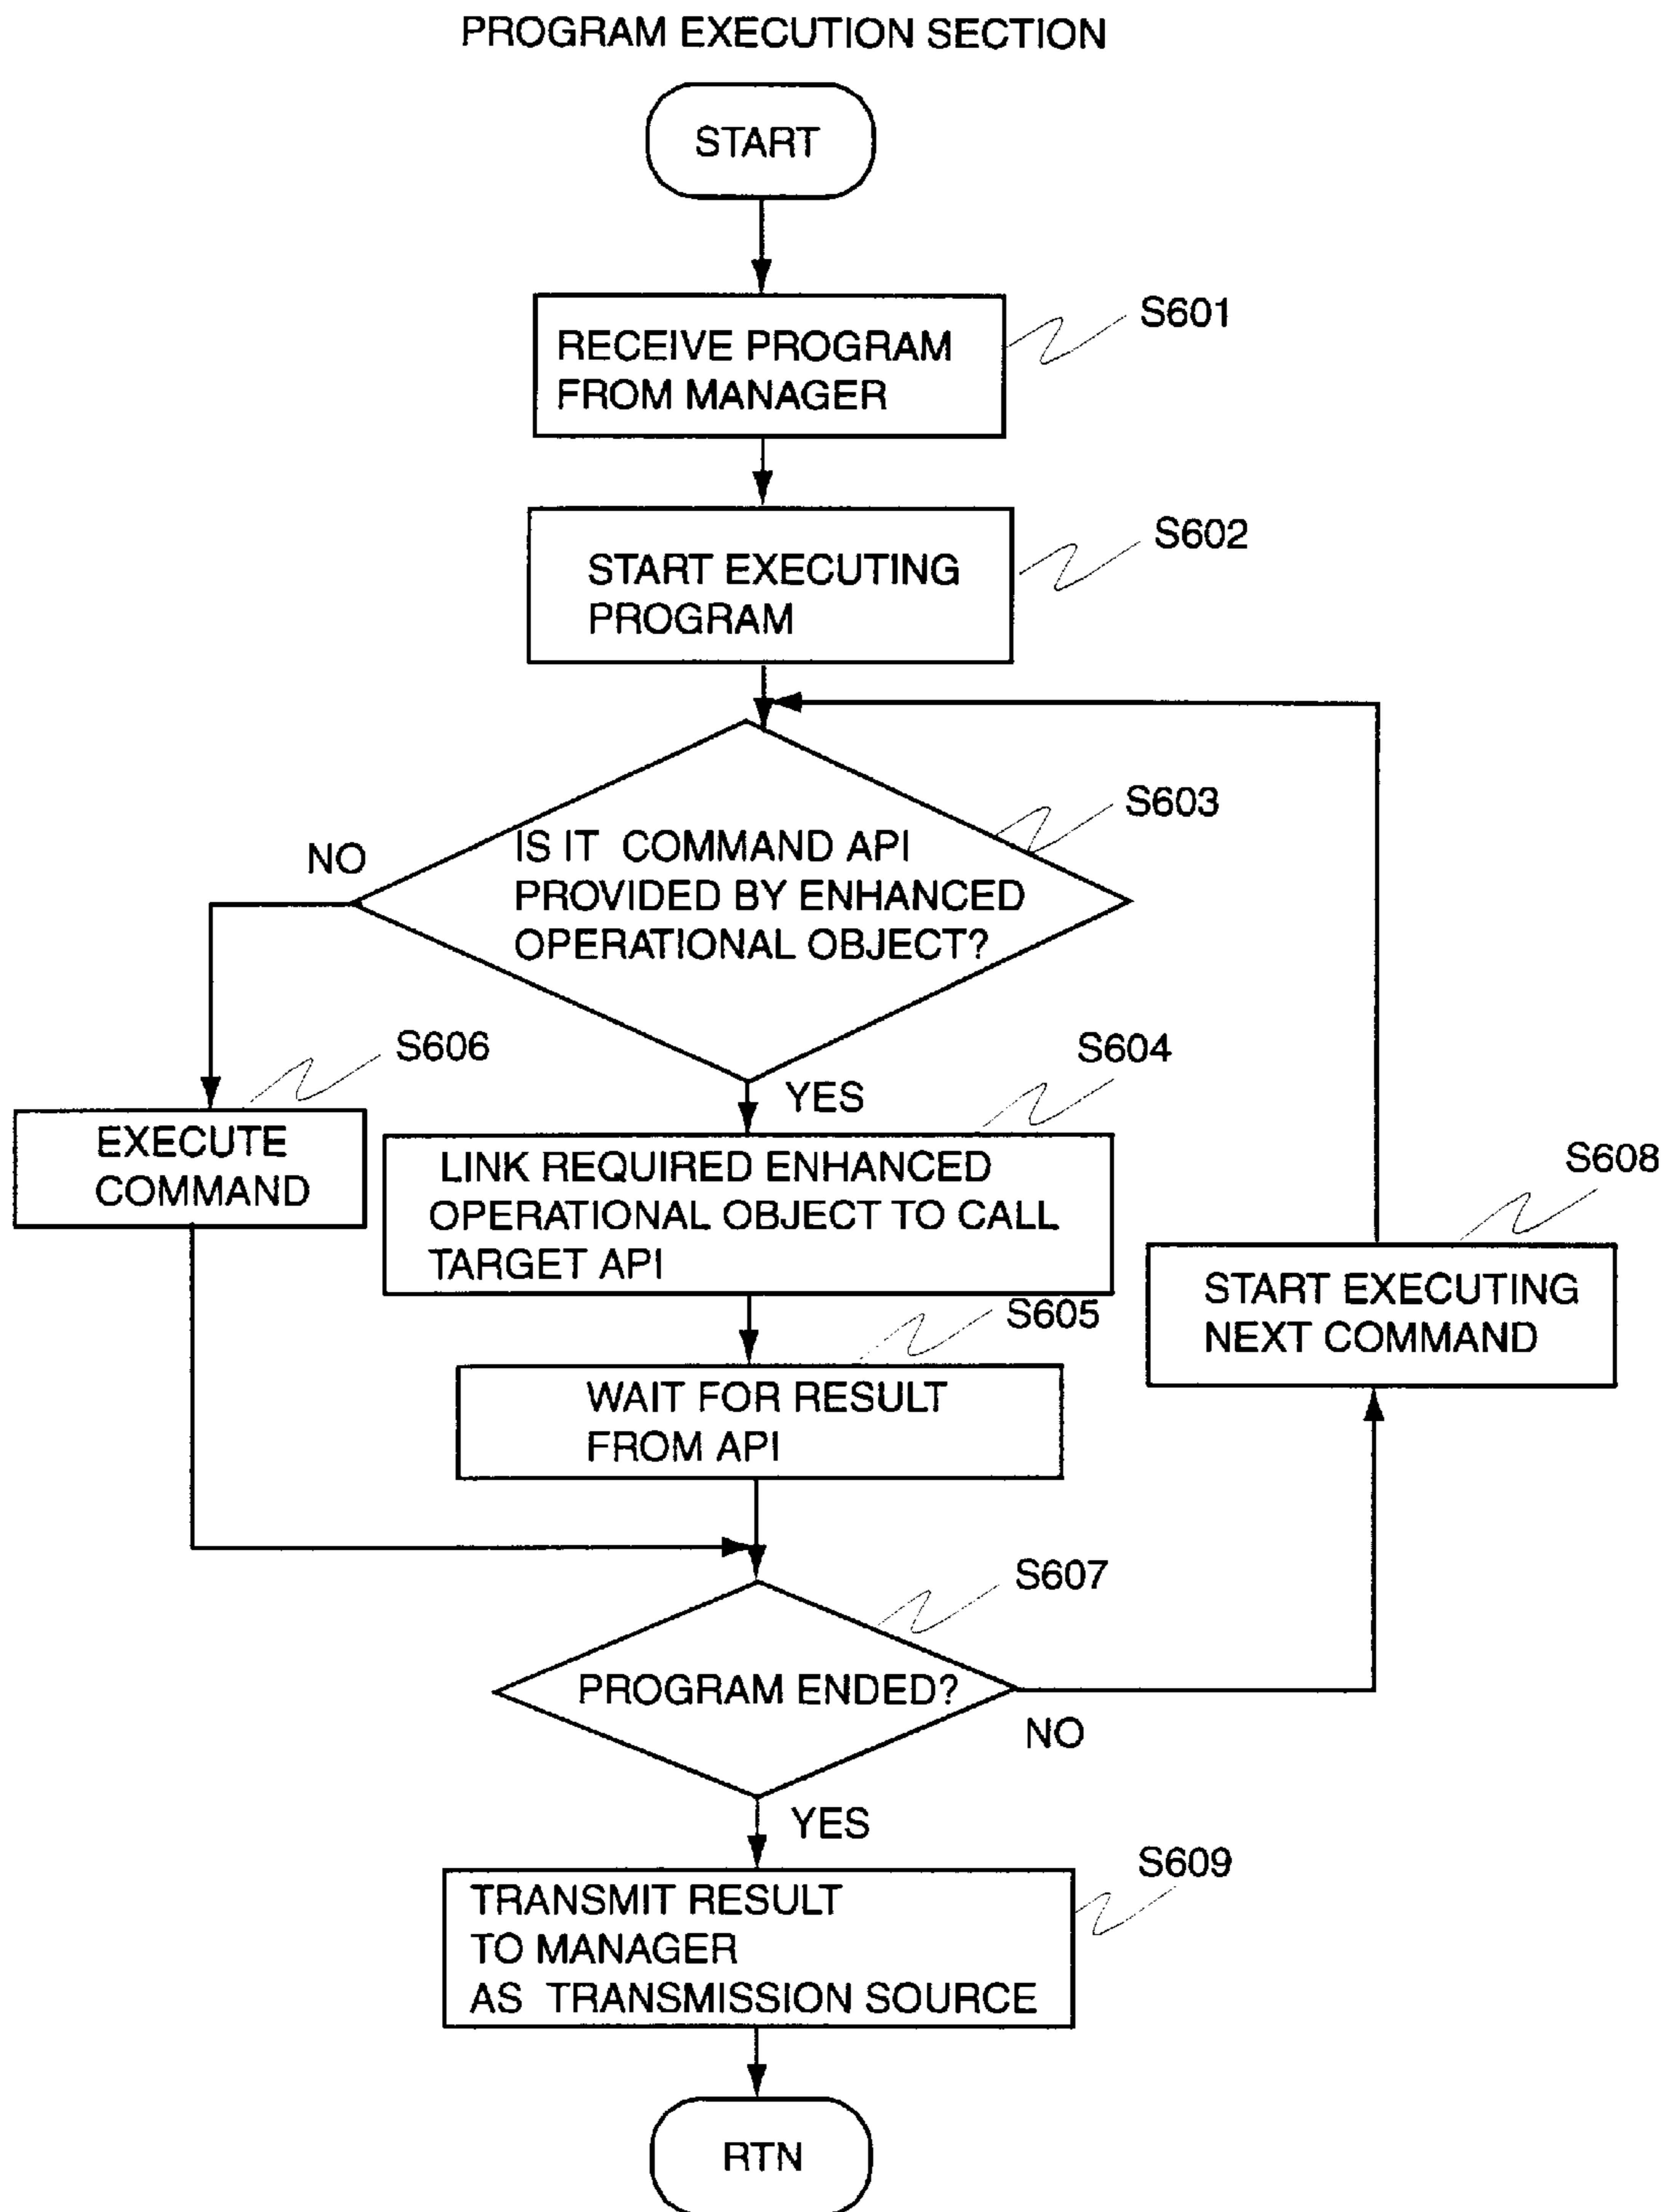 PROGRAM EXECUTION SECTION
START
RECEIVE PROGRAM
FROM MANAGER
S601
START EXECUTING
PROGRAM
S602
IS IT COMMAND API
PROVIDED BY ENHANCED
OPERATIONAL OBJECT?
S603
NO
YES
S606
EXECUTE
COMMAND
S604
LINK REQUIRED ENHANCED
OPERATIONAL OBJECT TO CALL
TARGET API
S608
START EXECUTING
NEXT COMMAND
S605
WAIT FOR RESULT
FROM API
S607
PROGRAM ENDED?
NO
YES
S609
TRANSMIT RESULT
TO MANAGER
AS TRANSMISSION SOURCE
RTN